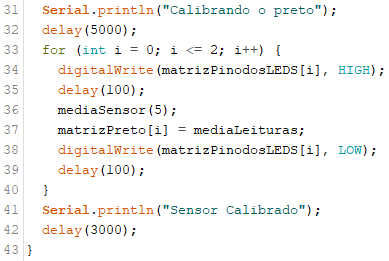 31 Serial.println("Calibrando o preto");
32 delay(5000);
33 for (int i = 0; i <= 2; i++) {
34 digitalWrite(matrizPinodosLEDS[i], HIGH);
35 delay(100);
36 mediaSensor(5);
37 matrizPreto[i] = mediaLeituras;
38 digitalWrite(matrizPinodosLEDS[i], LOW);
39 delay(100);
40 }
41 Serial.println("Sensor Calibrado");
42 delay(3000);
43 }